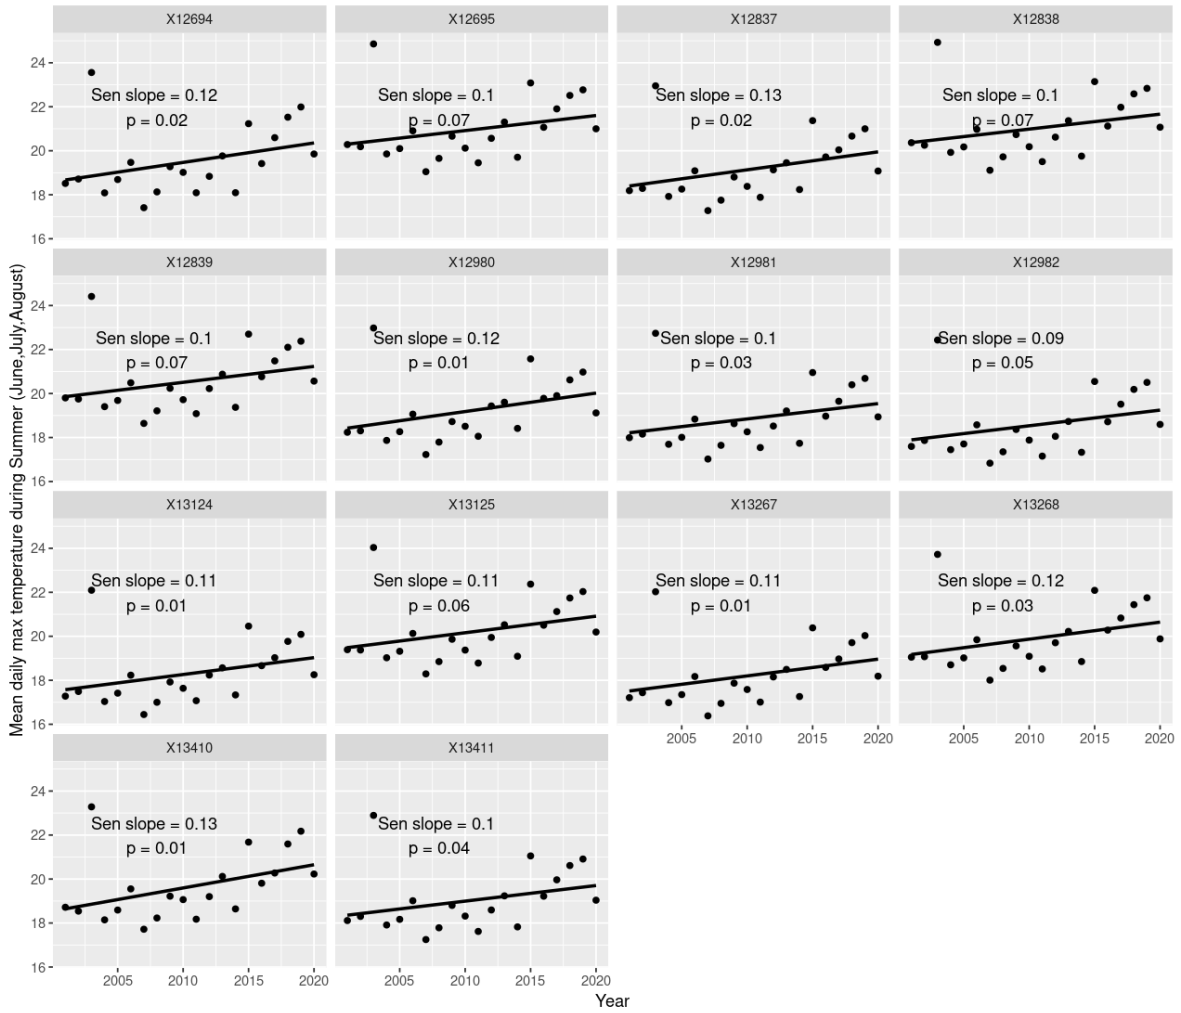 X12694 X12695 X12837 X12838
24
22
20
18
16
Sen slope = 0.12
p = 0.02
Sen slope = 0.1
p = 0.07
Sen slope = 0.13
p = 0.02
Sen slope = 0.1
p = 0.07
X12839 X12980 X12981 X12982
24
22
20
18
16
Sen slope = 0.1
p = 0.07
Sen slope = 0.12
p = 0.01
Sen slope = 0.1
p = 0.03
Sen slope = 0.09
p = 0.05
X13124 X13125 X13267 X13268
24
22
20
18
16
Sen slope = 0.11
p = 0.01
Sen slope = 0.11
p = 0.06
Sen slope = 0.11
p = 0.01
Sen slope = 0.12
p = 0.03
2005 2010 2015 2020
2005 2010 2015 2020
X13410 X13411
24
22
20
18
16
Sen slope = 0.13
p = 0.01
Sen slope = 0.1
p = 0.04
2005 2010 2015 2020
2005 2010 2015 2020
Year
Mean daily max temperature during Summer (June,July,August)